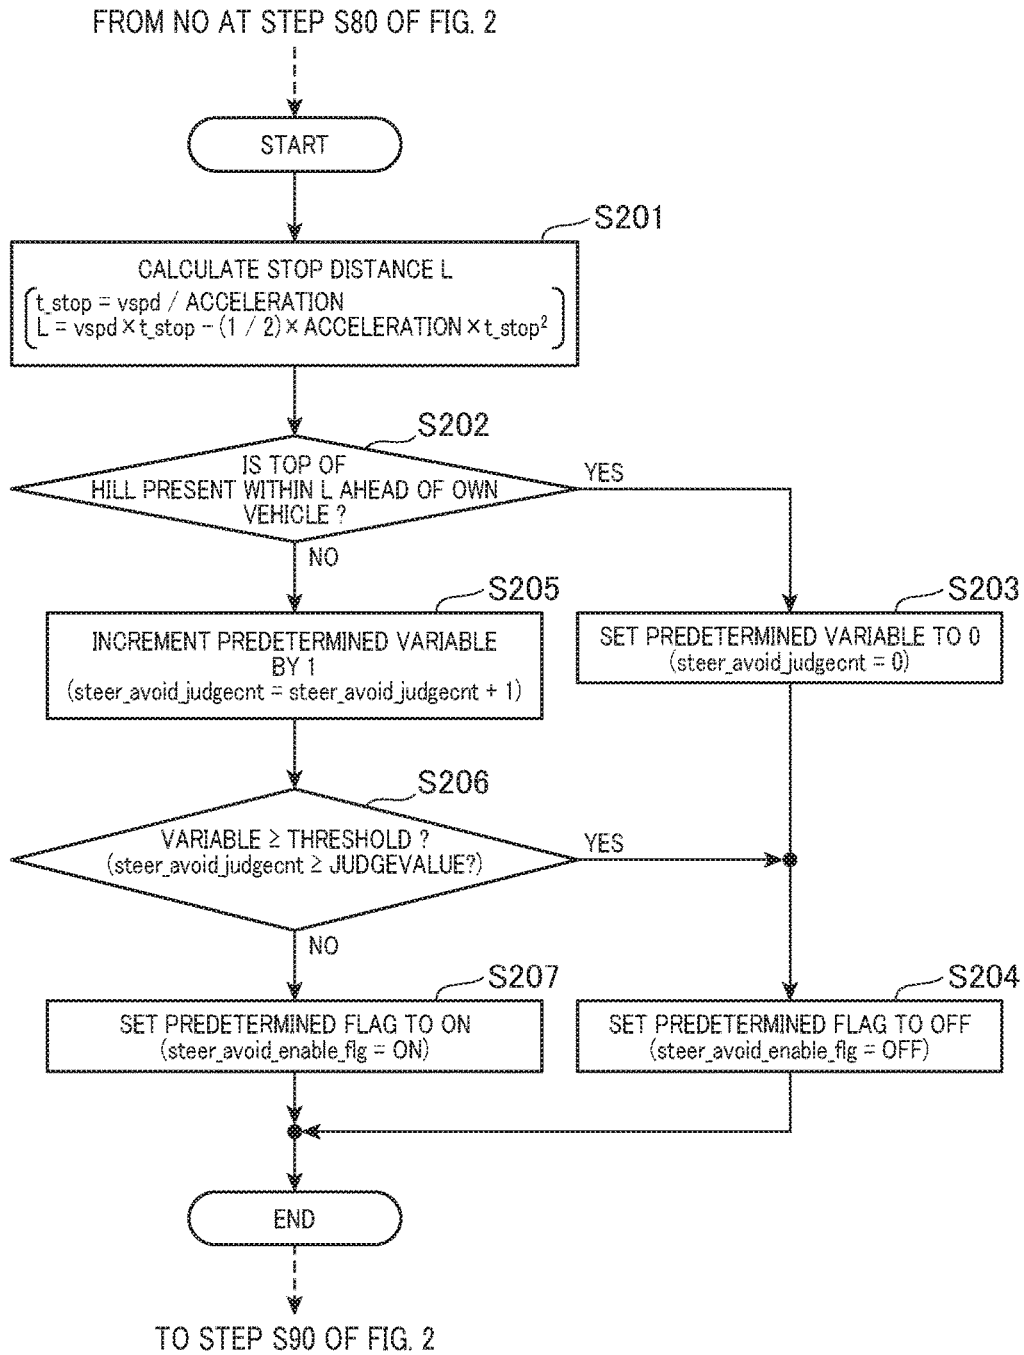 FROM NO AT STEP S80 OF FIG. 2
START
S201
CALCULATE STOP DISTANCE L
t_stop = vspd / ACCELERATION
L = vspd × t_stop − (1 / 2) × ACCELERATION × t_stop²
S202
IS TOP OF
HILL PRESENT WITHIN L AHEAD OF OWN
VEHICLE ?
YES
NO
S205
INCREMENT PREDETERMINED VARIABLE
BY 1
(steer_avoid_judgecnt = steer_avoid_judgecnt + 1)
S203
SET PREDETERMINED VARIABLE TO 0
(steer_avoid_judgecnt = 0)
S206
VARIABLE ≥ THRESHOLD ?
(steer_avoid_judgecnt ≥ JUDGEVALUE?)
YES
NO
S207
SET PREDETERMINED FLAG TO ON
(steer_avoid_enable_flg = ON)
S204
SET PREDETERMINED FLAG TO OFF
(steer_avoid_enable_flg = OFF)
END
TO STEP S90 OF FIG. 2